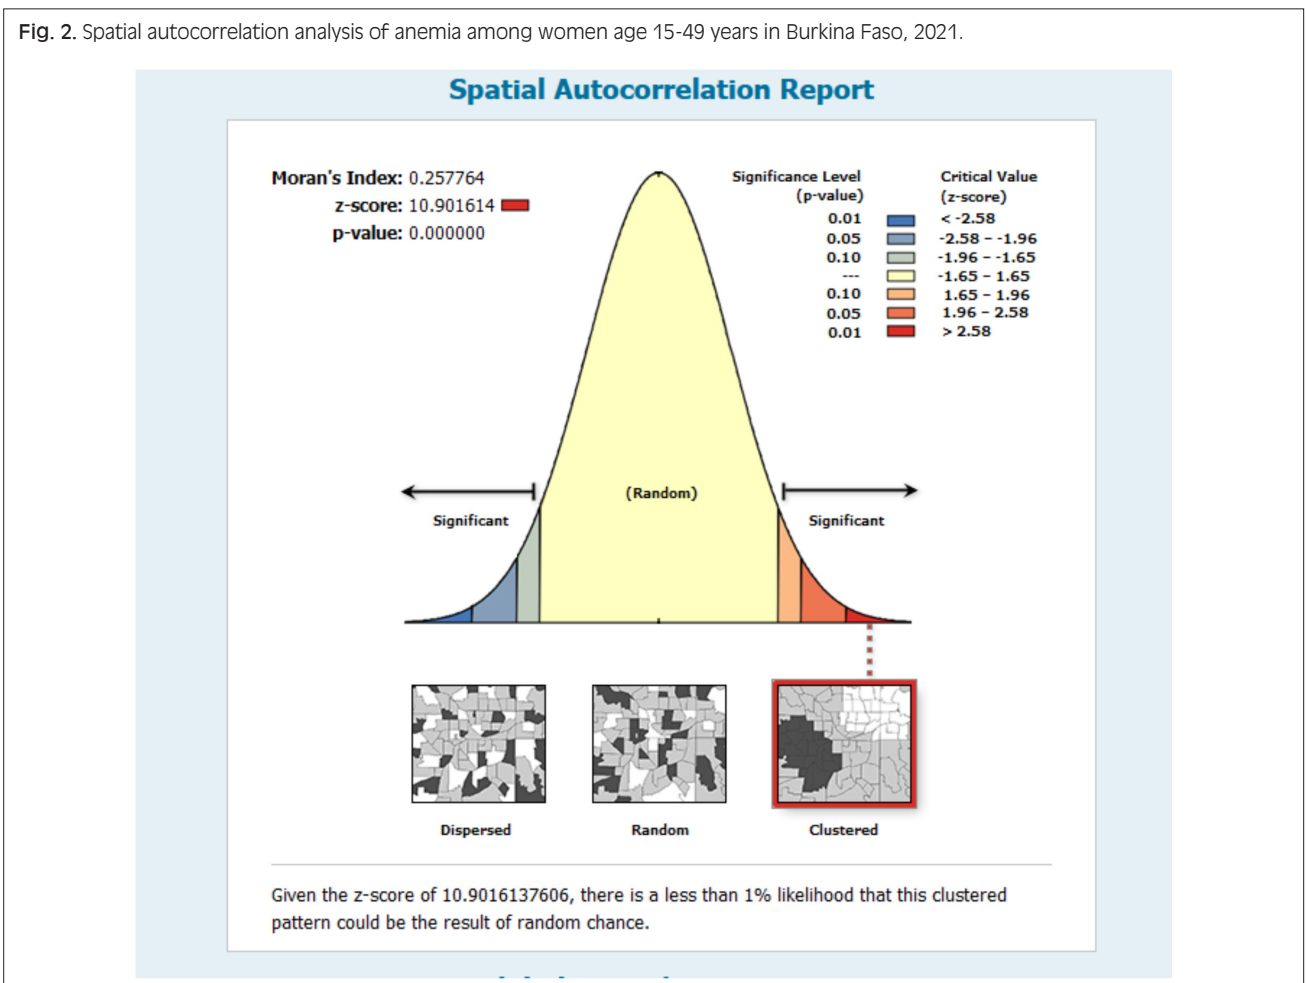 Fig. 2. Spatial autocorrelation analysis of anemia among women age 15-49 years in Burkina Faso, 2021.
Spatial Autocorrelation Report
Moran's Index: 0.257764
z-score: 10.901614
p-value: 0.000000
Significance Level (p-value)
Critical Value (z-score)
0.01 < -2.58
0.05 -2.58 – -1.96
0.10 -1.96 – -1.65
--- -1.65 – 1.65
0.10 1.65 – 1.96
0.05 1.96 – 2.58
0.01 > 2.58
(Random)
Significant
Significant
Dispersed
Random
Clustered
Given the z-score of 10.9016137606, there is a less than 1% likelihood that this clustered
pattern could be the result of random chance.